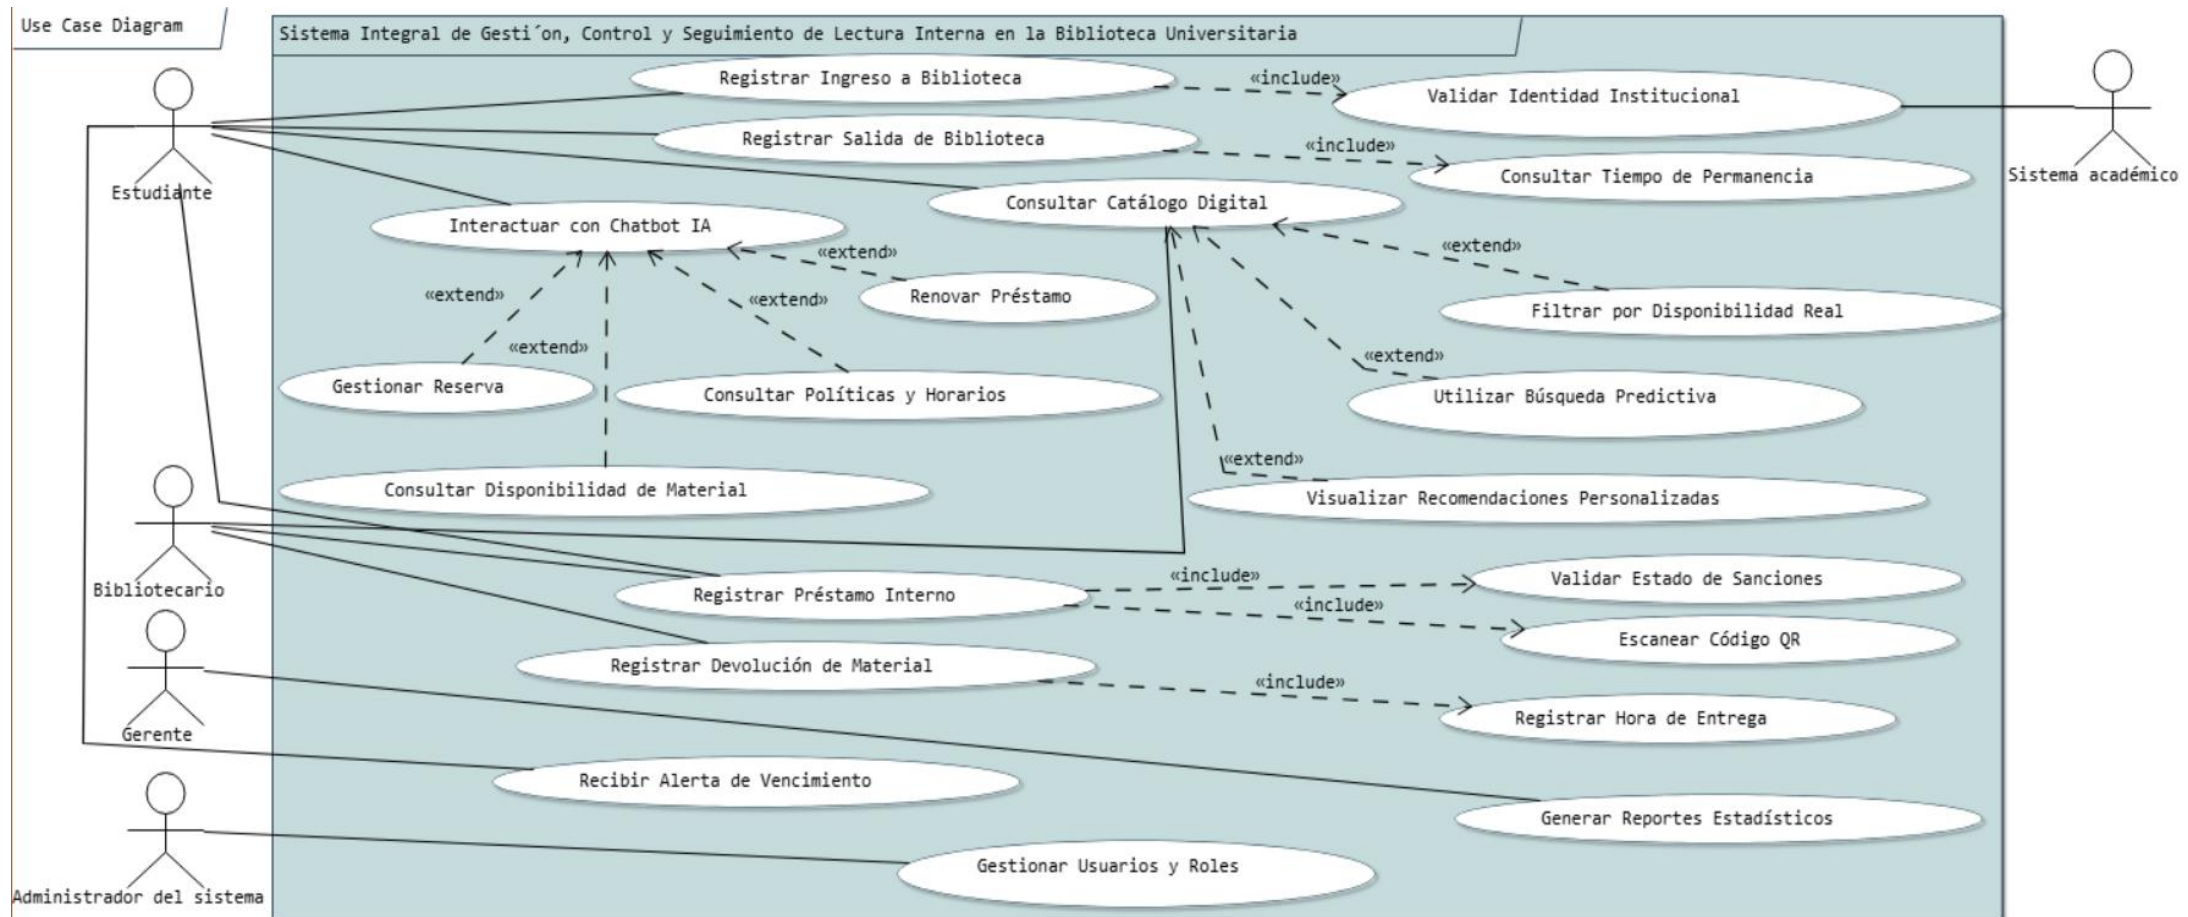 Use Case Diagram
Sistema Integral de Gesti´on, Control y Seguimiento de Lectura Interna en la Biblioteca Universitaria
Registrar Ingreso a Biblioteca
«include»
Validar Identidad Institucional
Registrar Salida de Biblioteca
«include»
Consultar Tiempo de Permanencia
Sistema académico
Estudiante
Consultar Catálogo Digital
Interactuar con Chatbot IA
«extend»
«extend»
«extend»
«extend»
Renovar Préstamo
Filtrar por Disponibilidad Real
«extend»
«extend»
Gestionar Reserva
Consultar Políticas y Horarios
Utilizar Búsqueda Predictiva
«extend»
Consultar Disponibilidad de Material
Visualizar Recomendaciones Personalizadas
Bibliotecario
«include»
Validar Estado de Sanciones
Registrar Préstamo Interno
«include»
Escanear Código QR
Registrar Devolución de Material
«include»
Registrar Hora de Entrega
Gerente
Recibir Alerta de Vencimiento
Generar Reportes Estadísticos
Gestionar Usuarios y Roles
Administrador del sistema